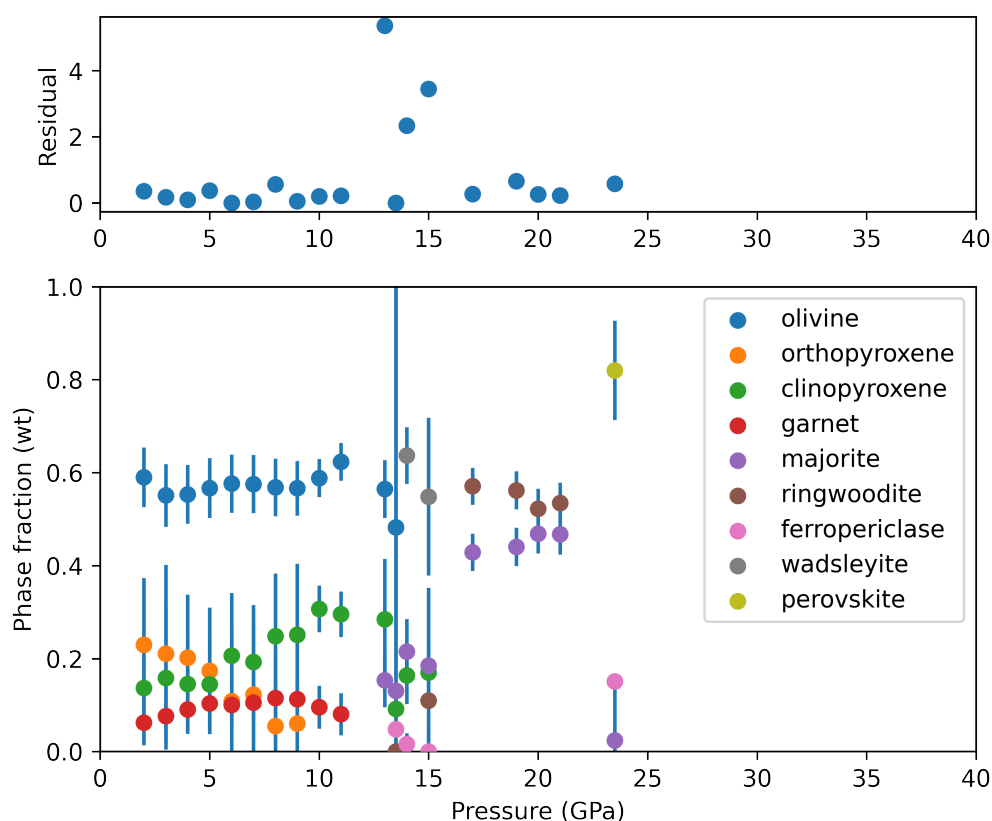 4
2
0
Residual
0 5 10 15 20 25 30 35 40
1.0
0.8
0.6
0.4
0.2
0.0
Phase fraction (wt)
olivine
orthopyroxene
clinopyroxene
garnet
majorite
ringwoodite
ferropericlase
wadsleyite
perovskite
0 5 10 15 20 25 30 35 40
Pressure (GPa)